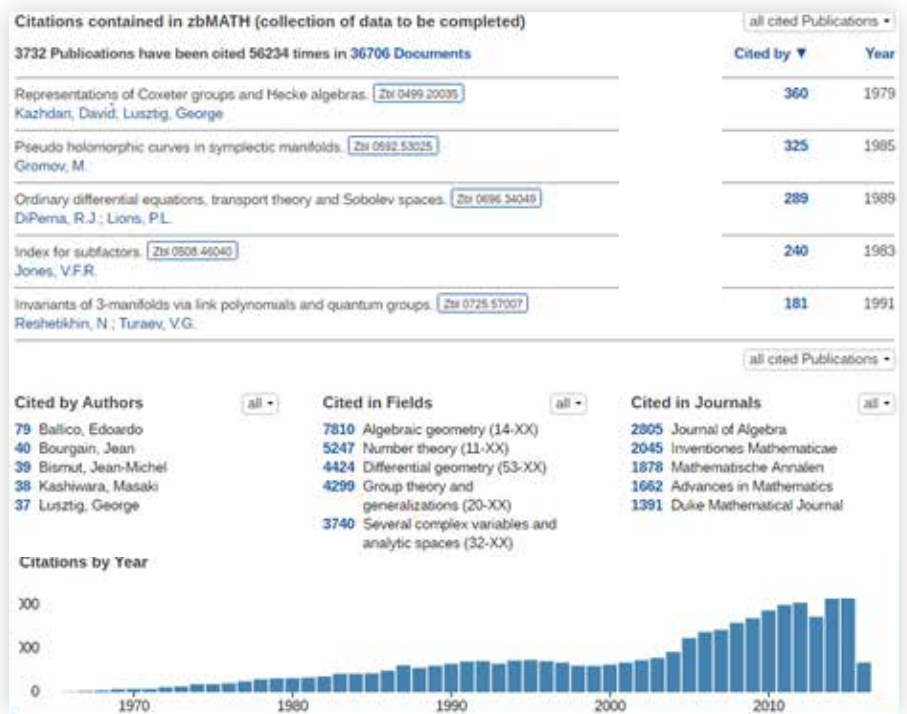 Citations contained in zbMATH (collection of data to be completed)
all cited Publications
3732 Publications have been cited 56234 times in 36706 Documents
Cited by ▼ Year
Representations of Coxeter groups and Hecke algebras. Zbl 0499.20035
360 1979
Kazhdan, David; Lusztig, George
Pseudo holomorphic curves in symplectic manifolds. Zbl 0592.53025
325 1985
Gromov, M.
Ordinary differential equations, transport theory and Sobolev spaces. Zbl 0696.34049
289 1989
DiPerna, R.J.; Lions, P.L.
Index for subfactors. Zbl 0508.46040
240 1983
Jones, V.F.R.
Invariants of 3-manifolds via link polynomials and quantum groups. Zbl 0725.57007
181 1991
Reshetikhin, N.; Turaev, V.G.
all cited Publications
Cited by Authors
all
79 Ballico, Edoardo
40 Bourgain, Jean
39 Bismut, Jean-Michel
38 Kashiwara, Masaki
37 Lusztig, George
Cited in Fields
all
7810 Algebraic geometry (14-XX)
5247 Number theory (11-XX)
4424 Differential geometry (53-XX)
4299 Group theory and
generalizations (20-XX)
3740 Several complex variables and
analytic spaces (32-XX)
Cited in Journals
all
2805 Journal of Algebra
2045 Inventiones Mathematicae
1878 Mathematische Annalen
1662 Advances in Mathematics
1391 Duke Mathematical Journal
Citations by Year
0
1970 1980 1990 2000 2010